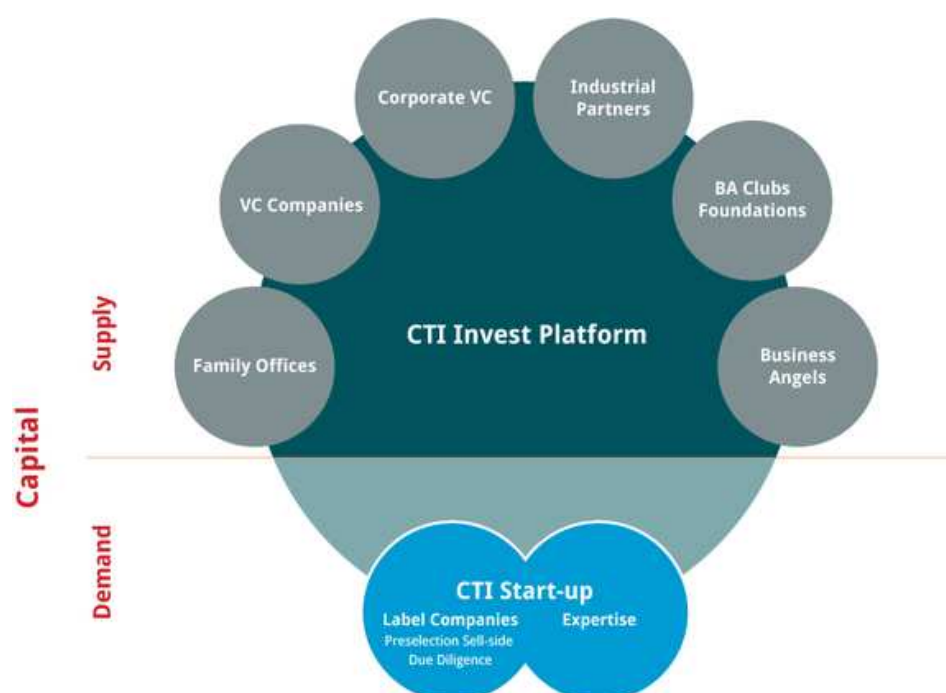 Corporate VC
Industrial
Partners
VC Companies
BA Clubs
Foundations
CTI Invest Platform
Family Offices
Business
Angels
Capital
Supply
Demand
CTI Start-up
Label Companies
Preselection Sell-side
Due Diligence
Expertise